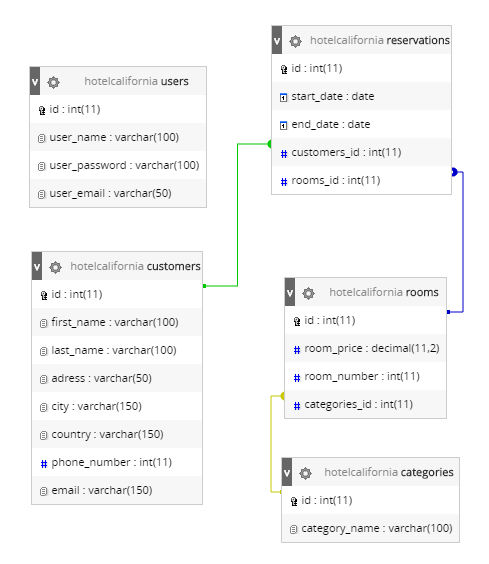 v hotelcalifornia users
id : int(11)
user_name : varchar(100)
user_password : varchar(100)
user_email : varchar(50)
v hotelcalifornia reservations
id : int(11)
start_date : date
end_date : date
# customers_id : int(11)
# rooms_id : int(11)
v hotelcalifornia customers
id : int(11)
first_name : varchar(100)
last_name : varchar(100)
adress : varchar(50)
city : varchar(150)
country : varchar(150)
# phone_number : int(11)
email : varchar(150)
v hotelcalifornia rooms
id : int(11)
# room_price : decimal(11,2)
# room_number : int(11)
# categories_id : int(11)
v hotelcalifornia categories
id : int(11)
category_name : varchar(100)